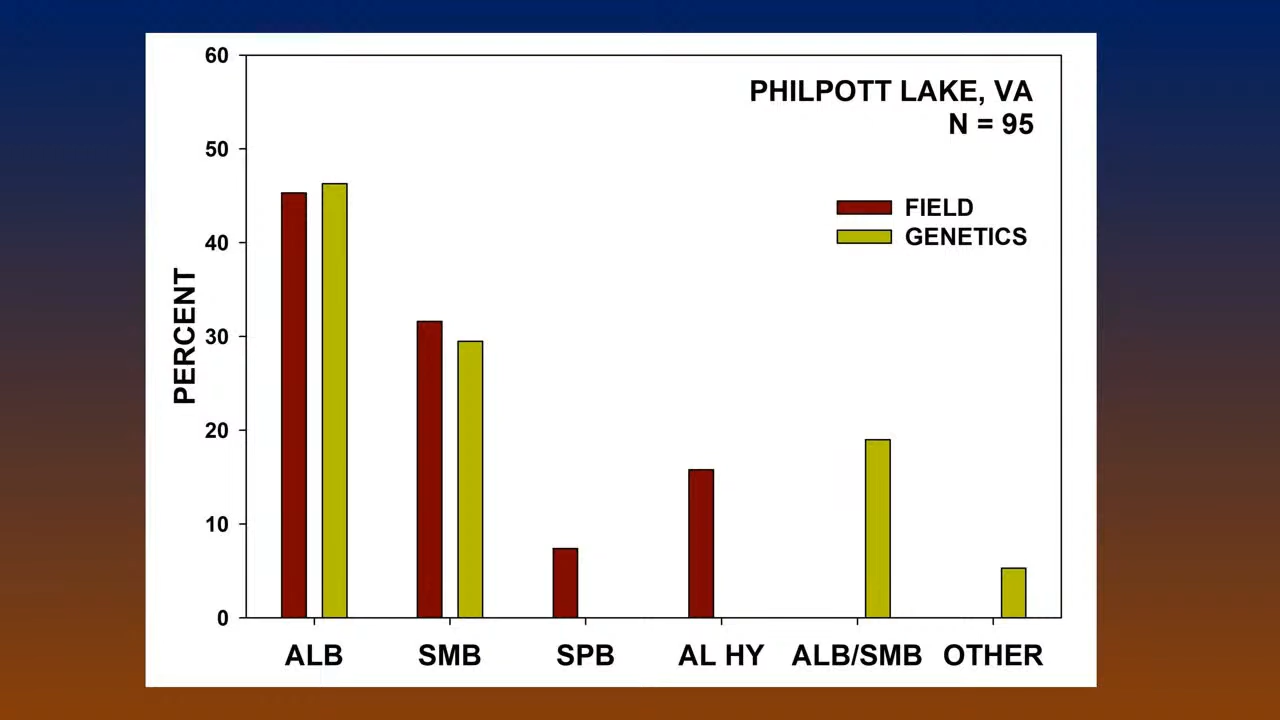 PHILPOTT LAKE, VA
N = 95
FIELD
GENETICS
PERCENT
60
50
40
30
20
10
0
ALB SMB SPB AL HY ALB/SMB OTHER